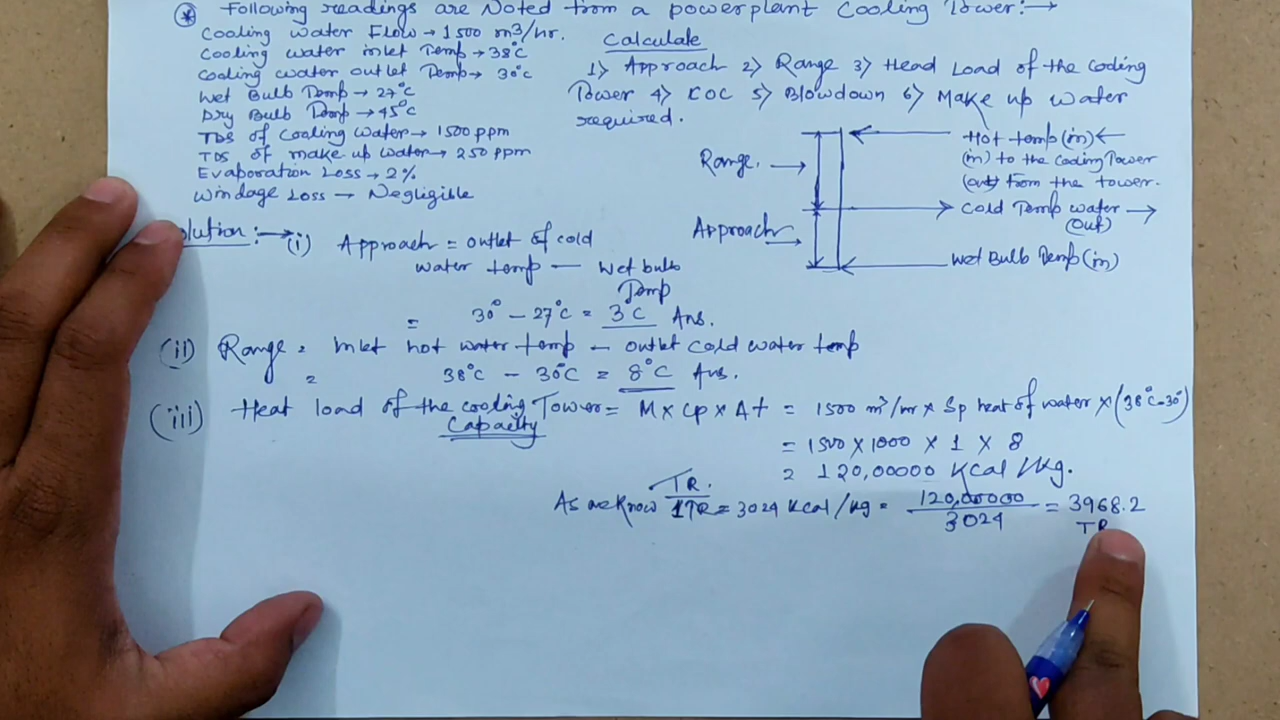 * Following readings are Noted from a powerplant Cooling Tower:→
Cooling water Flow → 1500 m3/hr.
Cooling water inlet Temp → 38°C
Cooling water outlet Temp → 30°C
Wet Bulb Temp → 27°C
Dry Bulb Temp → 45°C
TDS of Cooling Water → 1500 ppm
TDS of make up water → 250 ppm
Evaporation Loss → 2%
Windage Loss → Negligible
Calculate
1) Approach 2) Range 3) Head Load of the cooling
Tower 4) COC 5) Blowdown 6) Make up water
required.
Range. →
Hot temp (in) ←
(in) to the Cooling Tower
(out) from the tower.
Cold Temp water →
(out)
Approach →
Wet Bulb Temp (in)
olution:→ (i) Approach = outlet of cold
water temp — Wet bulb
Temp
= 30° - 27°C = 3°C Ans.
(ii) Range = Inlet hot water temp - outlet cold water temp
= 38°C - 30°C = 8°C Ans.
(iii) Heat load of the cooling Tower = M x Cp x Δt = 1500 m³/hr x Sp heat of water x (38°C-30°)
Capacity
= 1500 x 1000 x 1 x 8
= 120,00000 KCal/Kg.
TR.
As we know 1TR = 3024 KCal/Kg = 120,00000 / 3024 = 3968.2
TR